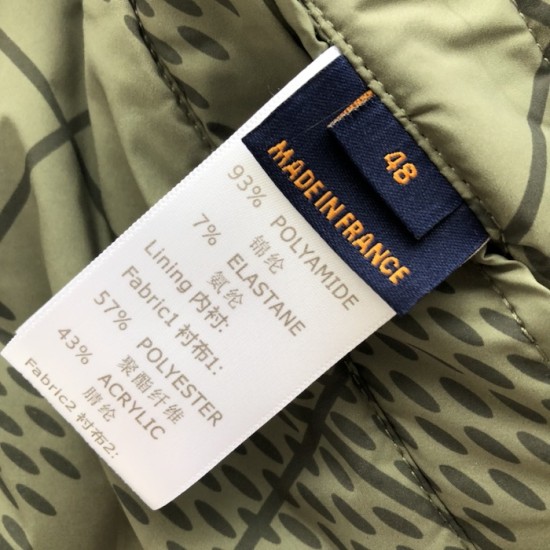 48
MADE IN FRANCE
93% POLYAMIDE
锦纶
7% ELASTANE
氨纶
Lining 内衬:
Fabric1 衬布1:
57% POLYESTER
聚酯纤维
43% ACRYLIC
腈纶
Fabric2 衬布2: